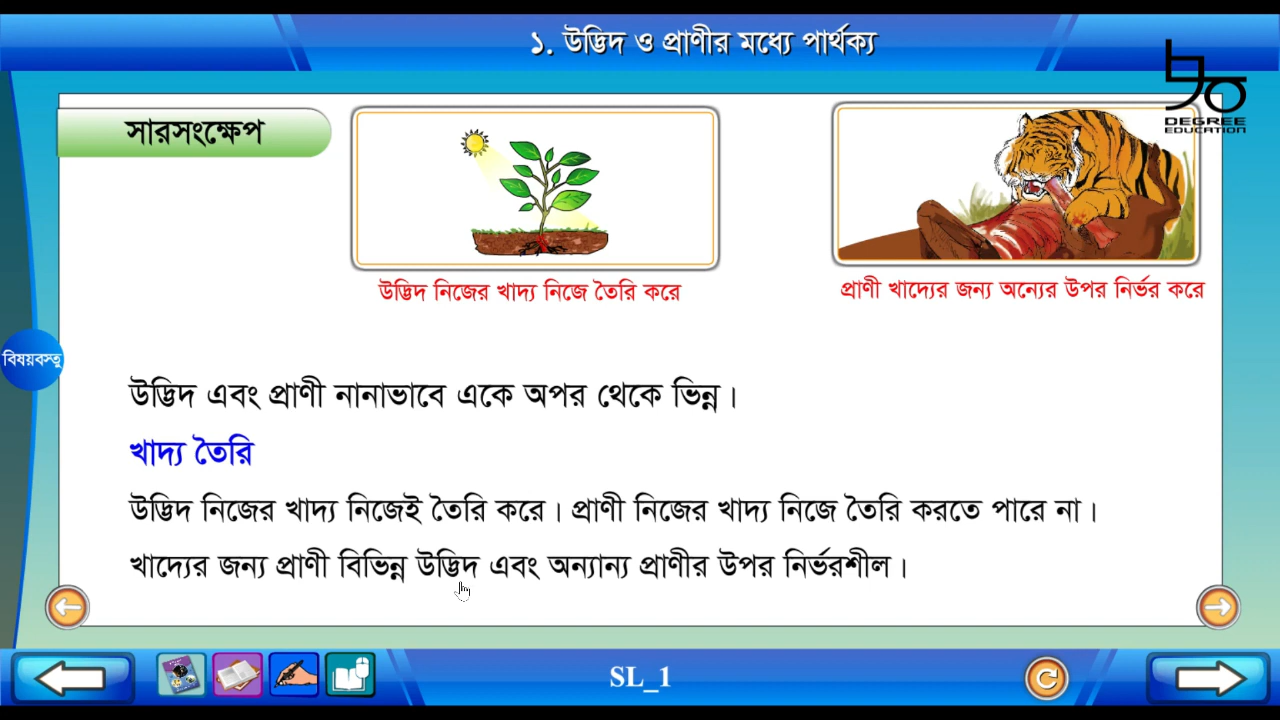 ১. উদ্ভিদ ও প্রাণীর মধ্যে পার্থক্য
১০
DEGREE
EDUCATION
সারসংক্ষেপ
উদ্ভিদ নিজের খাদ্য নিজে তৈরি করে
প্রাণী খাদ্যের জন্য অন্যের উপর নির্ভর করে
বিষয়বস্তু
উদ্ভিদ এবং প্রাণী নানাভাবে একে অপর থেকে ভিন্ন।
খাদ্য তৈরি
উদ্ভিদ নিজের খাদ্য নিজেই তৈরি করে। প্রাণী নিজের খাদ্য নিজে তৈরি করতে পারে না।
খাদ্যের জন্য প্রাণী বিভিন্ন উদ্ভিদ এবং অন্যান্য প্রাণীর উপর নির্ভরশীল।
SL_1